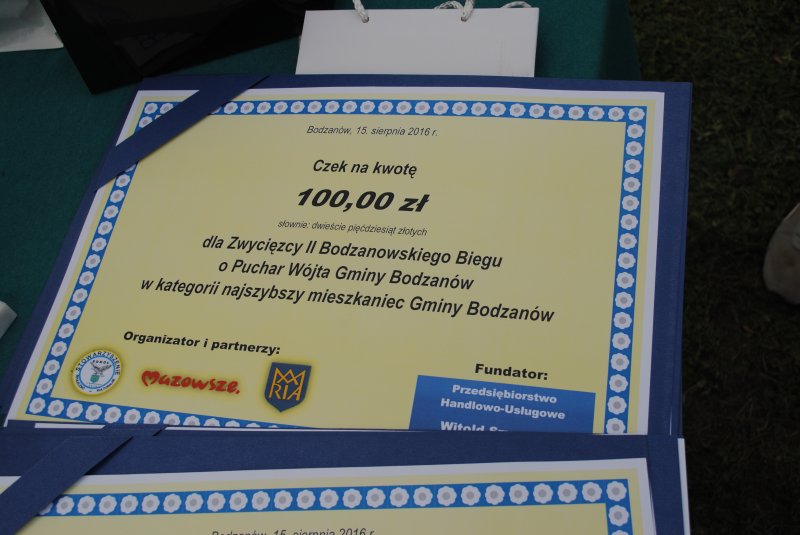 Bodzanów, 15. sierpnia 2016 r.
Czek na kwotę
100,00 zł
słownie: dwieście pięćdziesiąt złotych
dla Zwycięzcy II Bodzanowskiego Biegu
o Puchar Wójta Gminy Bodzanów
w kategorii najszybszy mieszkaniec Gminy Bodzanów
Organizator i partnerzy:
STOWARZYSZENIE
Mazowsze.
MARIA
Fundator:
Przedsiębiorstwo
Handlowo-Usługowe
Witold
Bodzanów, 15. sierpnia 2016 r.